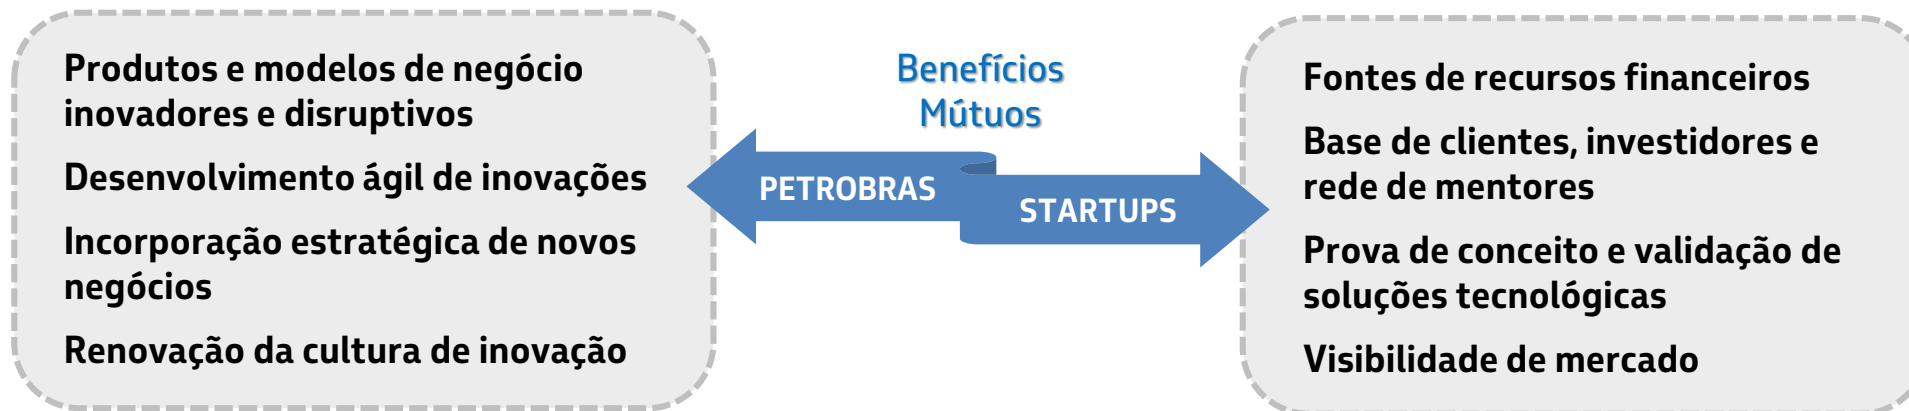 Produtos e modelos de negócio
inovadores e disruptivos
Desenvolvimento ágil de inovações
Incorporação estratégica de novos
negócios
Renovação da cultura de inovação
Benefícios
Mútuos
PETROBRAS
STARTUPS
Fontes de recursos financeiros
Base de clientes, investidores e
rede de mentores
Prova de conceito e validação de
soluções tecnológicas
Visibilidade de mercado